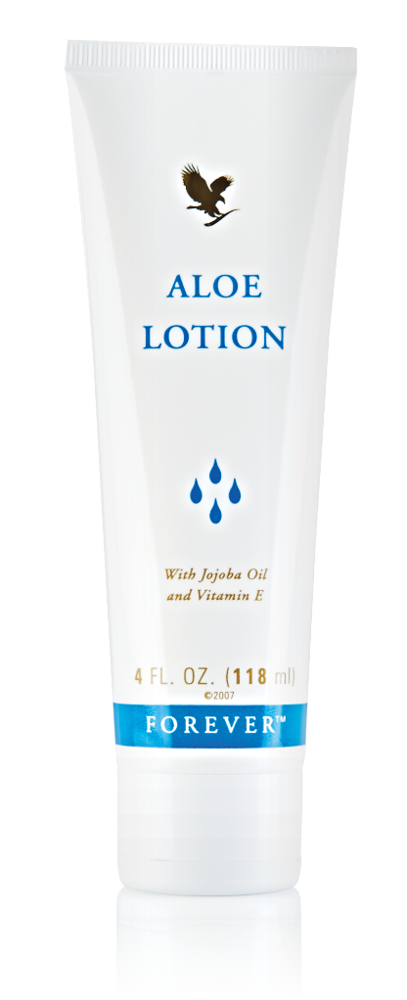 ALOE
LOTION
With Jojoba Oil
and Vitamin E
4 FL. OZ. (118 ml)
©2007
FOREVER™